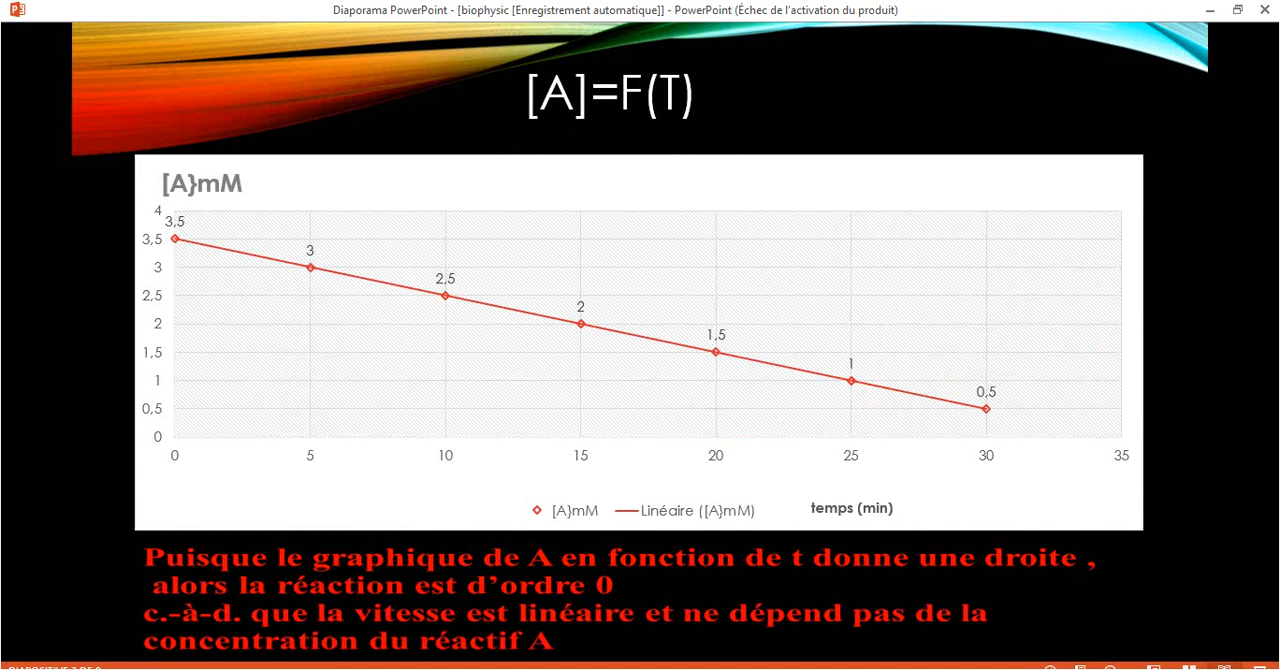 Diaporama PowerPoint - [biophysic [Enregistrement automatique]] - PowerPoint (Échec de l'activation du produit)
[A]=F(T)
[A}mM
4
3,5
3
2,5
2
1,5
1
0,5
0
3,5
3
2,5
2
1,5
1
0,5
0 5 10 15 20 25 30 35
[A}mM Linéaire ([A}mM) temps (min)
Puisque le graphique de A en fonction de t donne une droite ,
alors la réaction est d'ordre 0
c.-à-d. que la vitesse est linéaire et ne dépend pas de la
concentration du réactif A